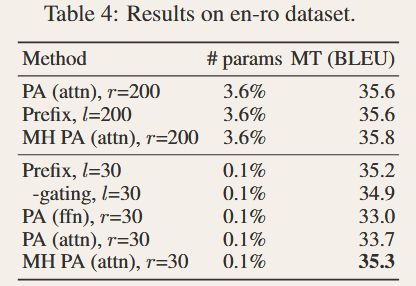 Table 4: Results on en-ro dataset.
Method # params MT (BLEU)
PA (attn), r=200 3.6% 35.6
Prefix, l=200 3.6% 35.6
MH PA (attn), r=200 3.6% 35.8
Prefix, l=30 0.1% 35.2
-gating, l=30 0.1% 34.9
PA (ffn), r=30 0.1% 33.0
PA (attn), r=30 0.1% 33.7
MH PA (attn), r=30 0.1% 35.3